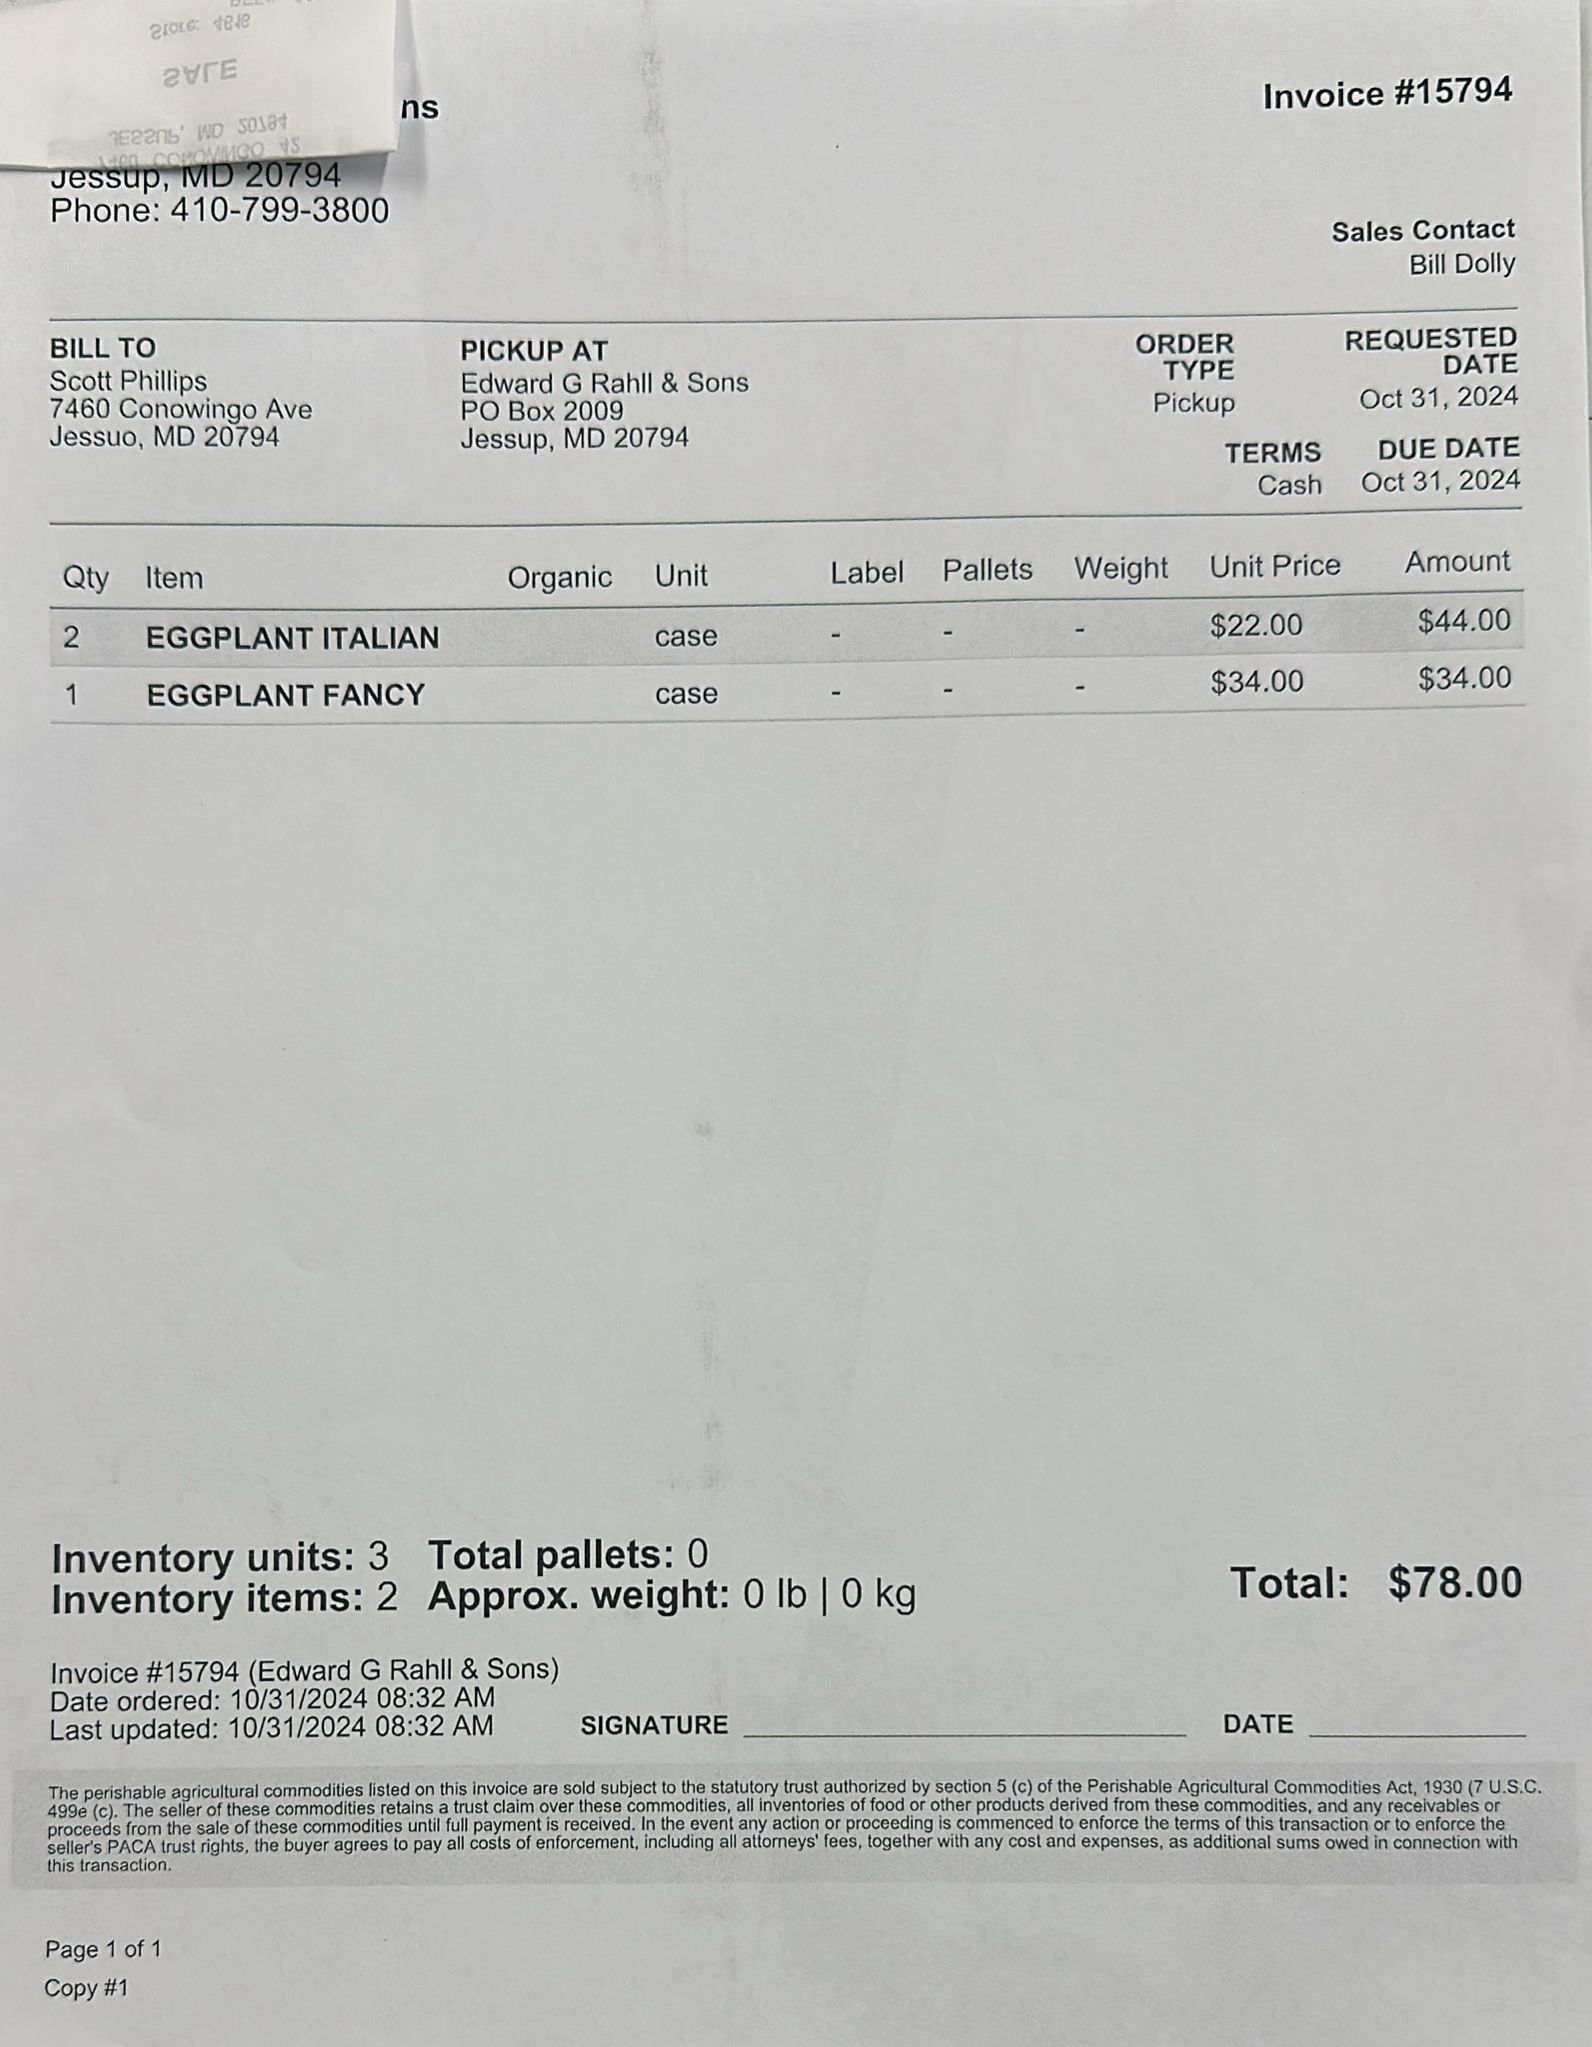 Store: 4818
SALE
JESSUP, MD 20794
7460 CONOWINGO 42
ns
Invoice #15794
Jessup, MD 20794
Phone: 410-799-3800
Sales Contact
Bill Dolly
BILL TO
Scott Phillips
7460 Conowingo Ave
Jessuo, MD 20794
PICKUP AT
Edward G Rahll & Sons
PO Box 2009
Jessup, MD 20794
ORDER
TYPE
Pickup
REQUESTED
DATE
Oct 31, 2024
TERMS
Cash
DUE DATE
Oct 31, 2024
Qty Item Organic Unit Label Pallets Weight Unit Price Amount
2 EGGPLANT ITALIAN case - - - $22.00 $44.00
1 EGGPLANT FANCY case - - - $34.00 $34.00
Inventory units: 3 Total pallets: 0
Inventory items: 2 Approx. weight: 0 lb | 0 kg
Total: $78.00
Invoice #15794 (Edward G Rahll & Sons)
Date ordered: 10/31/2024 08:32 AM
Last updated: 10/31/2024 08:32 AM
SIGNATURE
DATE
The perishable agricultural commodities listed on this invoice are sold subject to the statutory trust authorized by section 5 (c) of the Perishable Agricultural Commodities Act, 1930 (7 U.S.C.
499e (c). The seller of these commodities retains a trust claim over these commodities, all inventories of food or other products derived from these commodities, and any receivables or
proceeds from the sale of these commodities until full payment is received. In the event any action or proceeding is commenced to enforce the terms of this transaction or to enforce the
seller's PACA trust rights, the buyer agrees to pay all costs of enforcement, including all attorneys' fees, together with any cost and expenses, as additional sums owed in connection with
this transaction.
Page 1 of 1
Copy #1